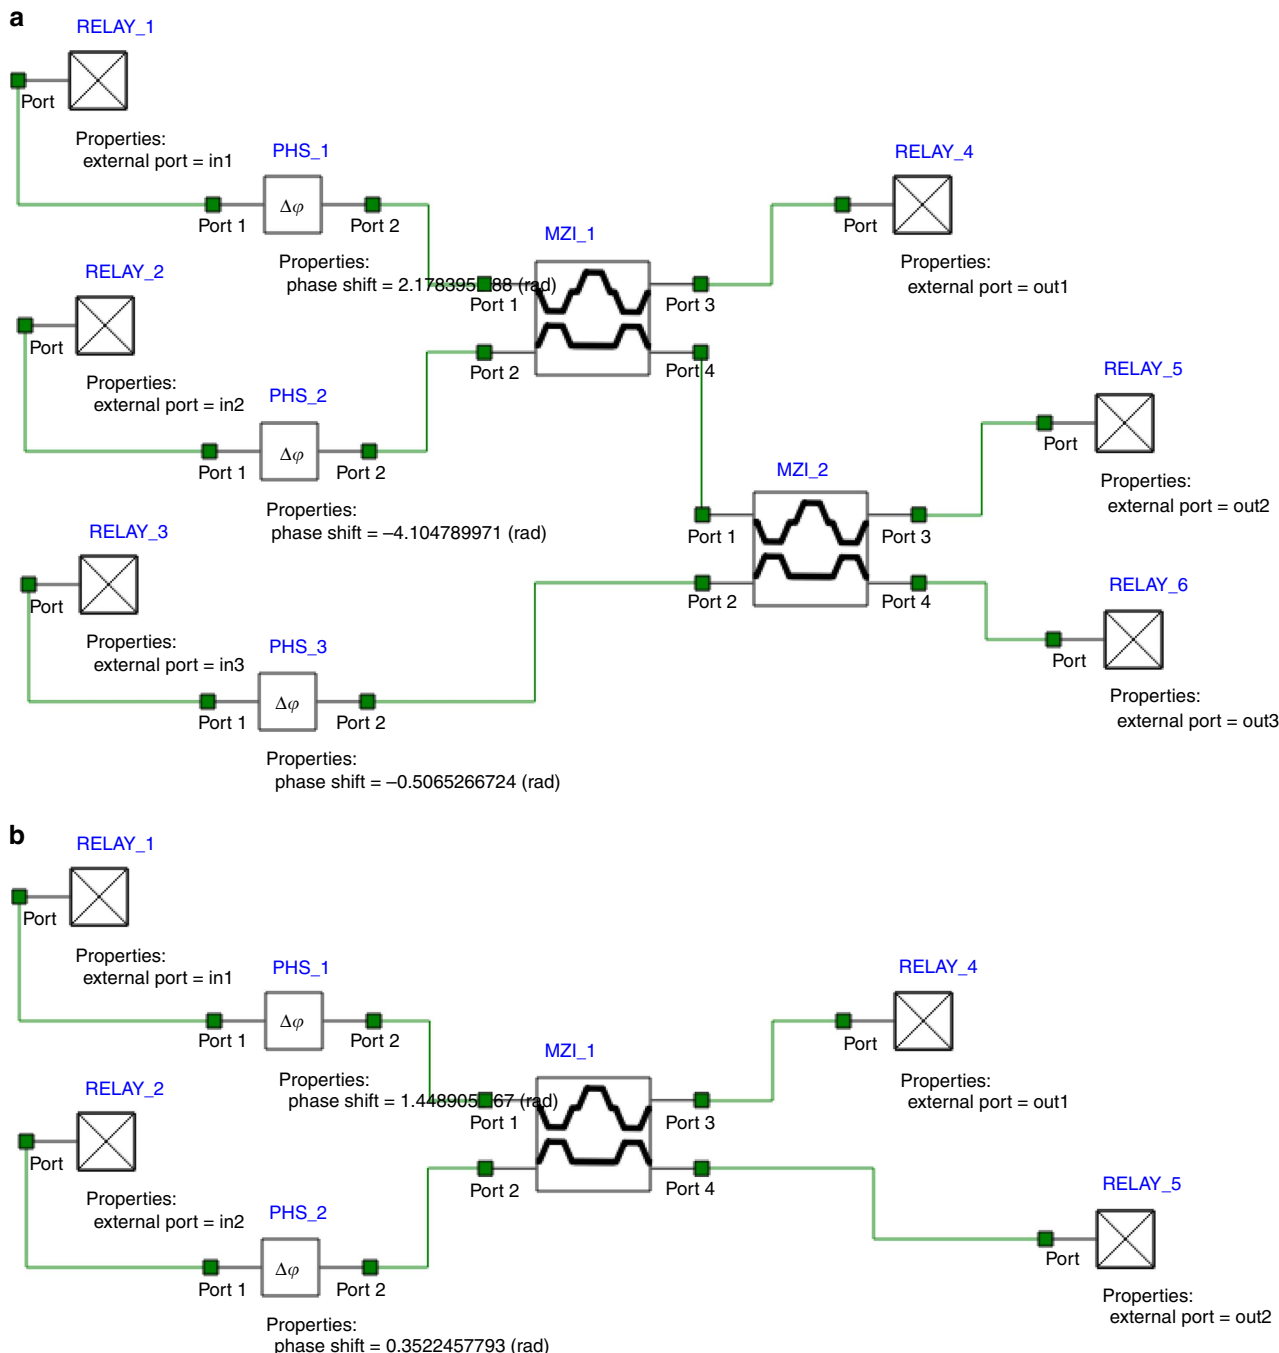 a
RELAY_1
Port
Properties:
external port = in1
PHS_1
Port 1
Δφ
Port 2
Properties:
phase shift = 2.178395 88 (rad)
RELAY_4
Port
Properties:
external port = out1
MZI_1
Port 1
Port 3
Port 2
Port 4
RELAY_2
Port
Properties:
external port = in2
PHS_2
Port 1
Δφ
Port 2
Properties:
phase shift = –4.104789971 (rad)
RELAY_5
Port
Properties:
external port = out2
MZI_2
Port 1
Port 3
Port 2
Port 4
RELAY_3
Port
Properties:
external port = in3
PHS_3
Port 1
Δφ
Port 2
Properties:
phase shift = –0.5065266724 (rad)
RELAY_6
Port
Properties:
external port = out3
b
RELAY_1
Port
Properties:
external port = in1
PHS_1
Port 1
Δφ
Port 2
Properties:
phase shift = 1.448905 67 (rad)
RELAY_4
Port
Properties:
external port = out1
MZI_1
Port 1
Port 3
Port 2
Port 4
RELAY_2
Port
Properties:
external port = in2
PHS_2
Port 1
Δφ
Port 2
Properties:
phase shift = 0.3522457793 (rad)
RELAY_5
Port
Properties:
external port = out2